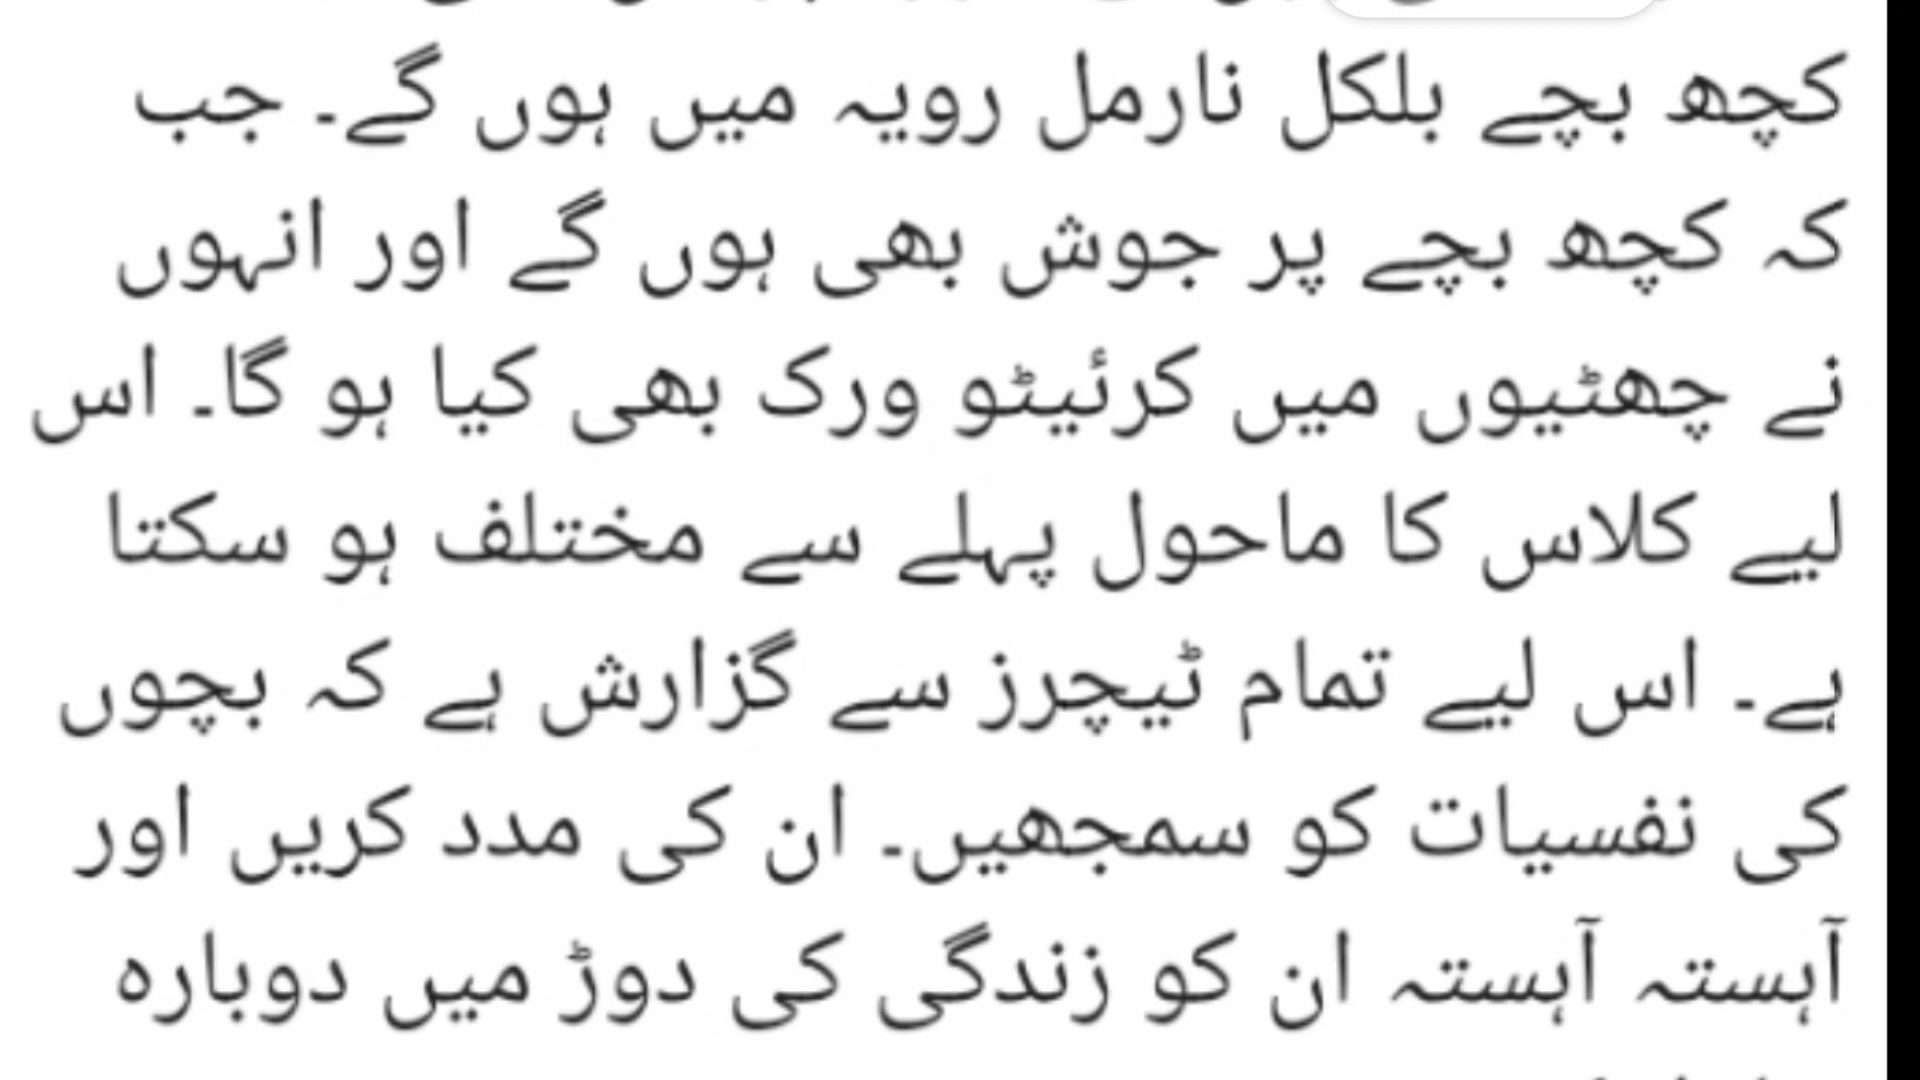 کچھ بچے بلکل نارمل رویہ میں ہوں گے۔ جب
کہ کچھ بچے پر جوش بھی ہوں گے اور انہوں
نے چھٹیوں میں کرئیٹو ورک بھی کیا ہو گا۔ اس
لیے کلاس کا ماحول پہلے سے مختلف ہو سکتا
ہے۔ اس لیے تمام ٹیچرز سے گزارش ہے کہ بچوں
کی نفسیات کو سمجھیں۔ ان کی مدد کریں اور
آہستہ آہستہ ان کو زندگی کی دوڑ میں دوبارہ